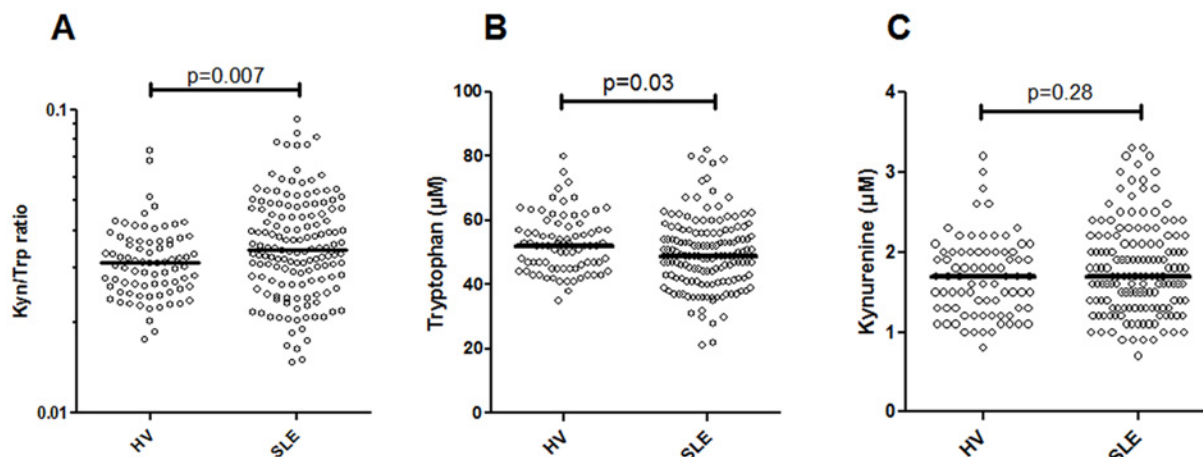 A
p=0.007
0.1
0.01
Kyn/Trp ratio
HV
SLE
B
p=0.03
100
80
60
40
20
0
Tryptophan (μM)
HV
SLE
C
p=0.28
4
3
2
1
0
Kynurenine (μM)
HV
SLE